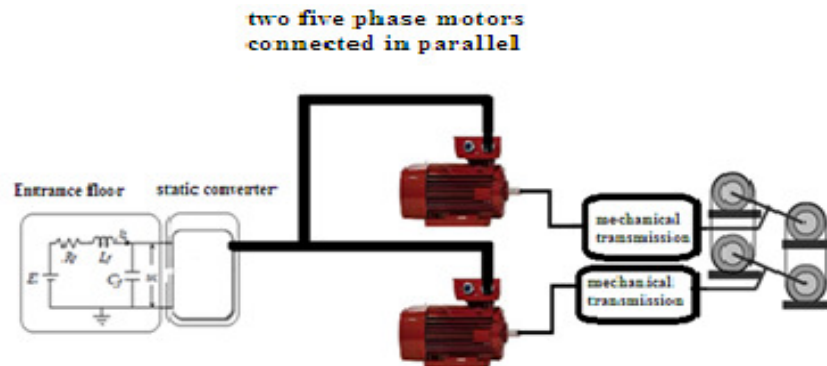 two five phase motors
connected in parallel
Entrance floor
static converter
E
Rf
Lf
Cf
mechanical
transmission
mechanical
transmission